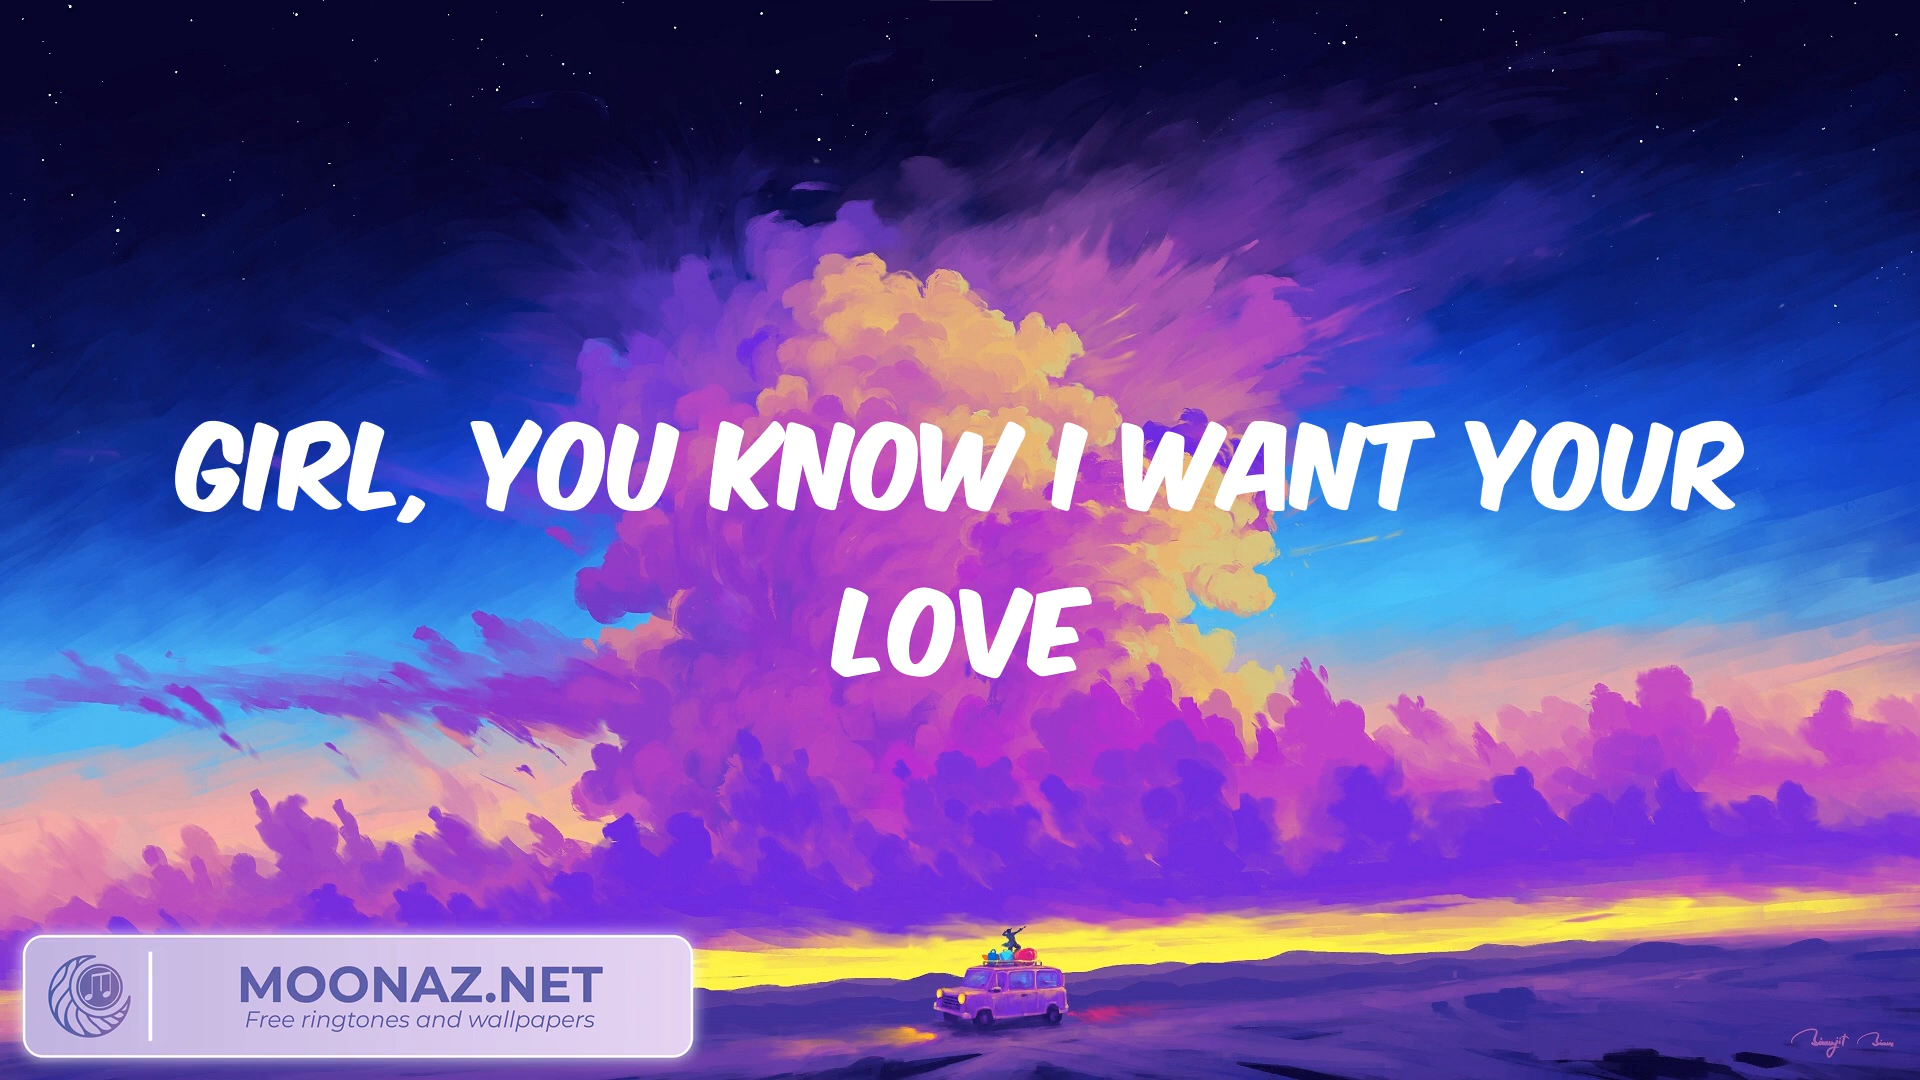 GIRL, YOU KNOW I WANT YOUR
LOVE
MOONAZ.NET
Free ringtones and wallpapers